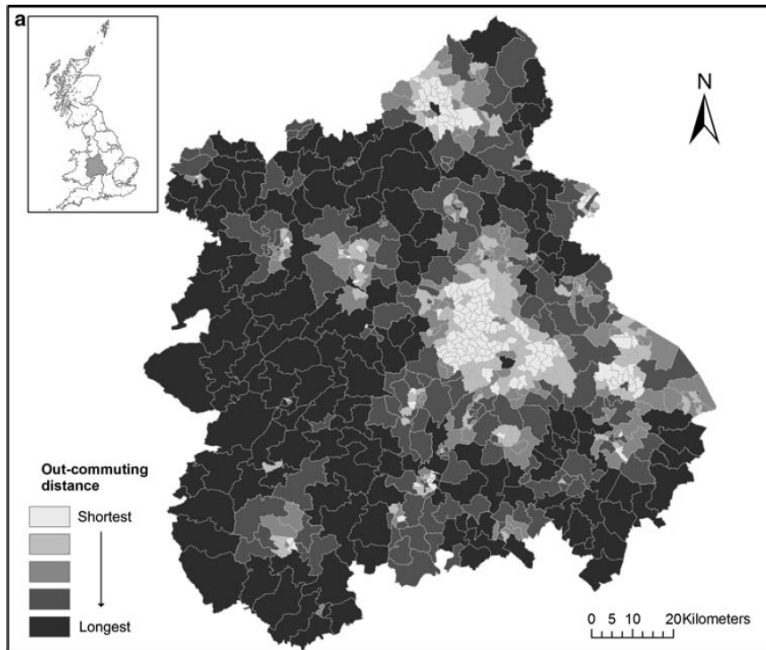 a
N
Out-commuting
distance
Shortest
Longest
0 5 10 20Kilometers